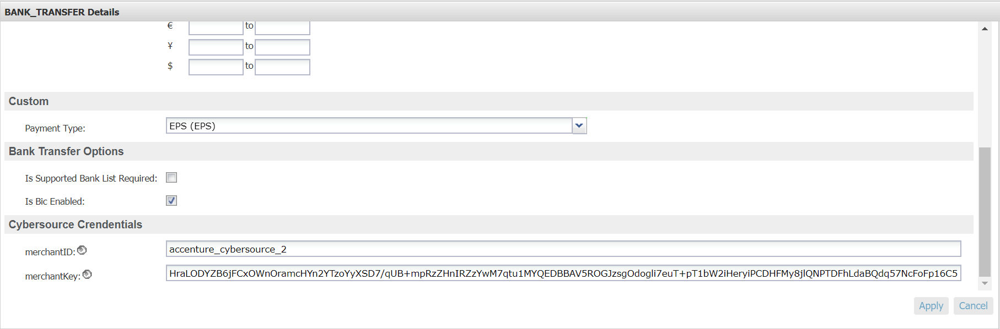 BANK_TRANSFER Details
€ to
¥ to
$ to
Custom
Payment Type: EPS (EPS)
Bank Transfer Options
Is Supported Bank List Required:
Is Bic Enabled:
Cybersource Crendentials
merchantID: accenture_cybersource_2
merchantKey: HraLODYZB6jFCxOWnOramcHYn2YTzoYyXSD7/qUB+mpRzZHnIRZzYwM7qtu1MYQEDBBAV5ROGJzsgOdogli7euT+pT1bW2iHeryiPCDHFMy8jlQNPTDFhLdaBQdq57NcFoFp16C5
Apply Cancel